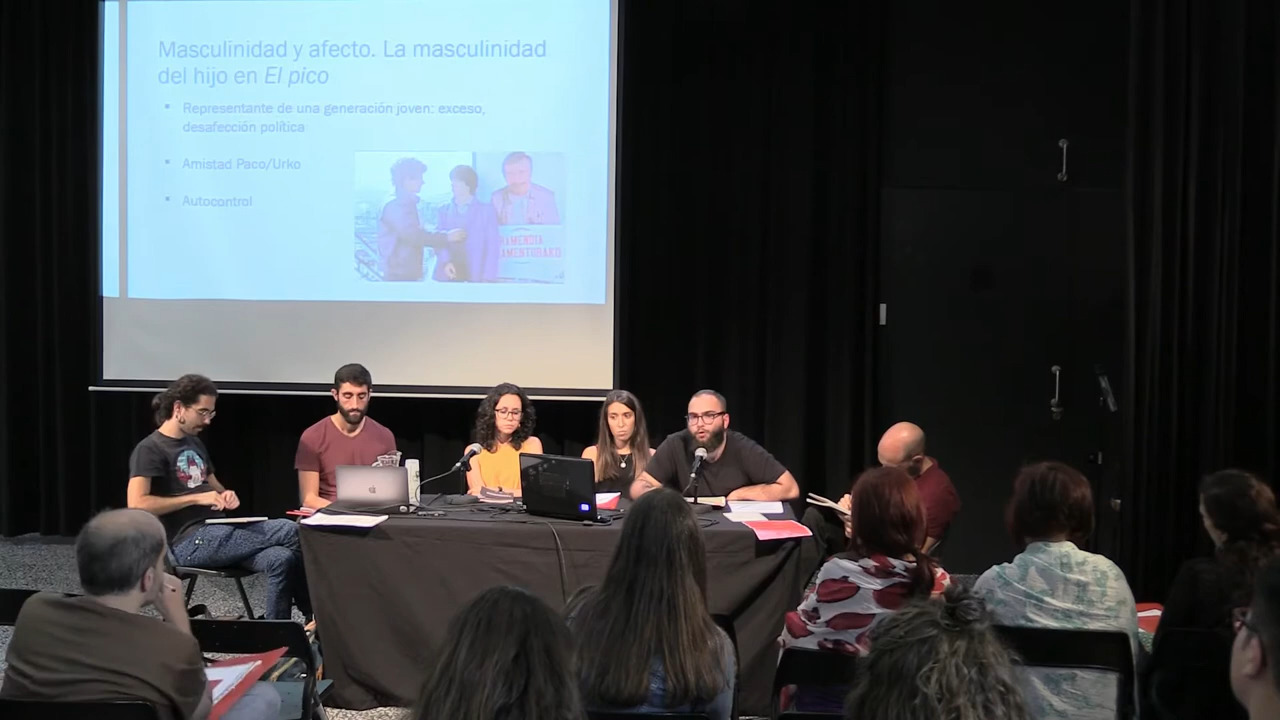 Masculinidad y afecto. La masculinidad
del hijo en El pico
Representante de una generación joven: exceso,
desafección política
Amistad Paco/Urko
Autocontrol